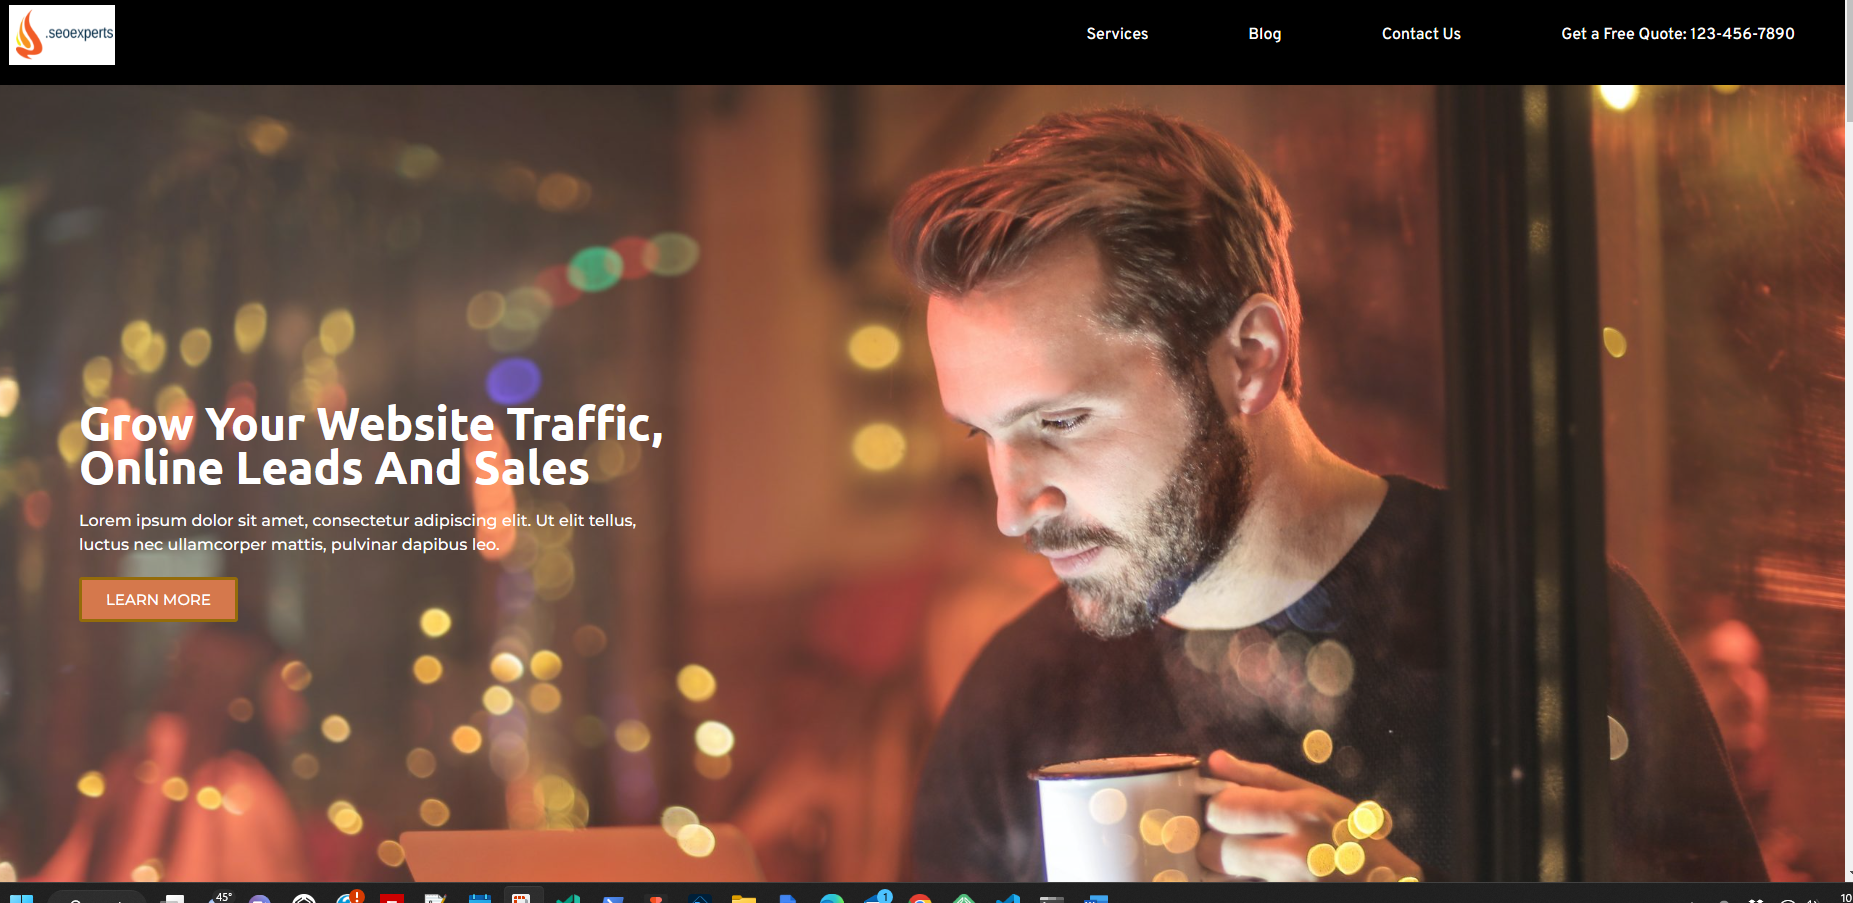 .seoexperts
Services
Blog
Contact Us
Get a Free Quote: 123-456-7890
Grow Your Website Traffic,
Online Leads And Sales
Lorem ipsum dolor sit amet, consectetur adipiscing elit. Ut elit tellus,
luctus nec ullamcorper mattis, pulvinar dapibus leo.
LEARN MORE
45°
1
10